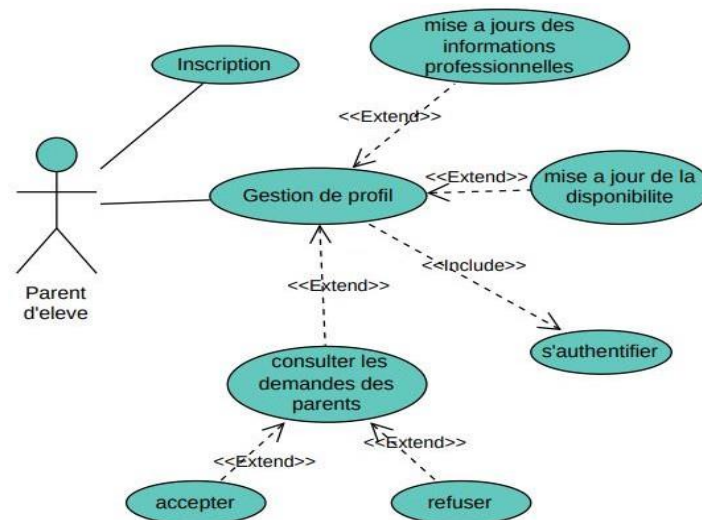 mise a jours des
informations
professionnelles
Inscription
<<Extend>>
Gestion de profil
<<Extend>>
mise a jour de la
disponibilite
Parent
d'eleve
<<Include>>
<<Extend>>
s'authentifier
consulter les
demandes des
parents
<<Extend>>
<<Extend>>
accepter
refuser